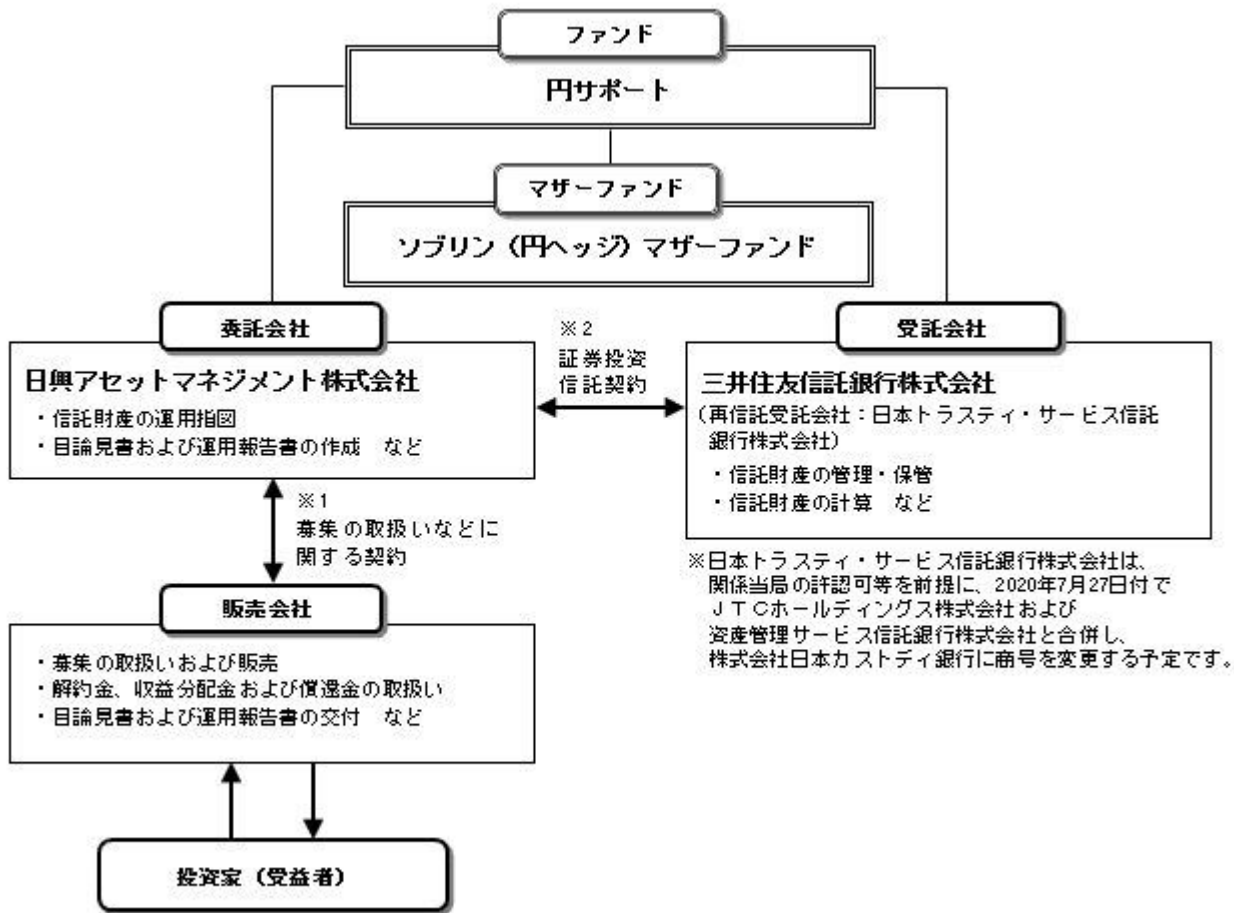 ファンド
円サポート
マザーファンド
ソブリン（円ヘッジ）マザーファンド
委託会社
日興アセットマネジメント株式会社
・信託財産の運用指図
・目論見書および運用報告書の作成　など
※２
証券投資
信託契約
受託会社
三井住友信託銀行株式会社
（再信託受託会社：日本トラスティ・サービス信託
銀行株式会社）
・信託財産の管理・保管
・信託財産の計算　など
※１
募集の取扱いなどに
関する契約
※日本トラスティ・サービス信託銀行株式会社は、
関係当局の許認可等を前提に、2020年7月27日付で
ＪＴＣホールディングス株式会社および
資産管理サービス信託銀行株式会社と合併し、
株式会社日本カストディ銀行に商号を変更する予定です。
販売会社
・募集の取扱いおよび販売
・解約金、収益分配金および償還金の取扱い
・目論見書および運用報告書の交付　など
投資家（受益者）